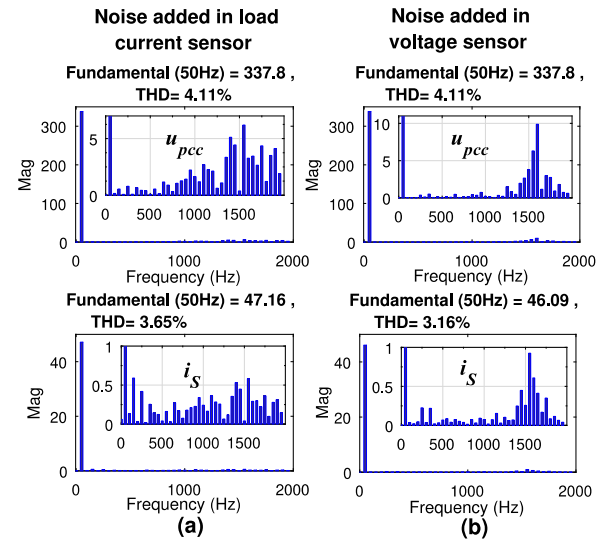 Noise added in load
current sensor
Noise added in
voltage sensor
Fundamental (50Hz) = 337.8 ,
THD= 4.11%
Mag
300
200
100
0
5
0
u_pcc
0 500 1000 1500
0 1000 2000
Frequency (Hz)
Fundamental (50Hz) = 337.8 ,
THD= 4.11%
Mag
300
200
100
0
10
5
0
u_pcc
0 500 1000 1500
0 1000 2000
Frequency (Hz)
Fundamental (50Hz) = 47.16 ,
THD= 3.65%
Mag
40
20
0
1
0.5
0
i_S
0 500 1000 1500
0 1000 2000
Frequency (Hz)
(a)
Fundamental (50Hz) = 46.09 ,
THD= 3.16%
Mag
40
20
0
1
0.5
0
i_S
0 500 1000 1500
0 1000 2000
Frequency (Hz)
(b)